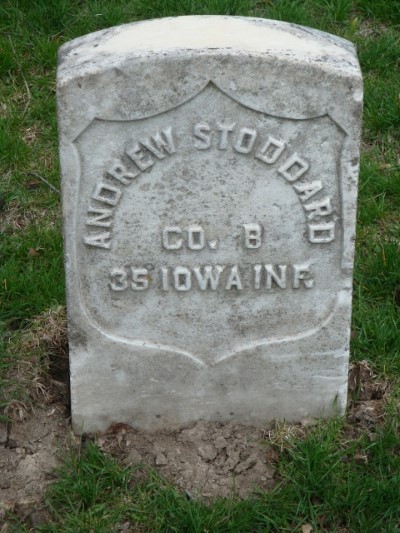 ANDREW STODDARD
CO. B
35 IOWA INF.